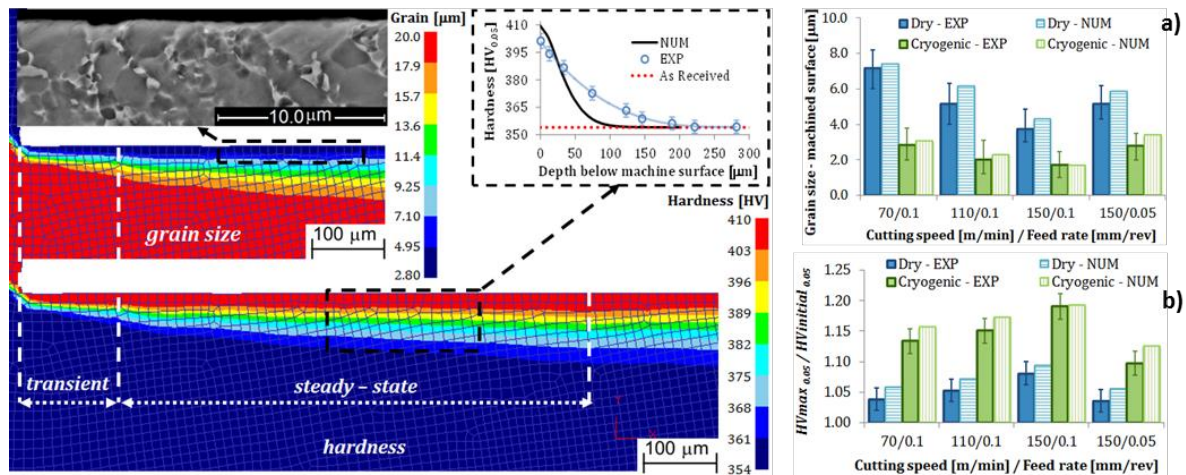 Grain [μm]
20.0
17.9
15.7
13.6
11.4
9.25
7.10
4.95
2.80
10.0μm
grain size
100 μm
Hardness [HV0,05]
410
395
380
365
350
NUM
EXP
As Received
0 50 100 150 200 250 300
Depth below machine surface [μm]
Hardness [HV]
410
403
396
389
382
375
368
361
354
transient
steady – state
hardness
Y
X
100 μm
a)
Grain size - machined surface [μm]
10.0
8.0
6.0
4.0
2.0
0.0
Dry - EXP
Dry - NUM
Cryogenic - EXP
Cryogenic - NUM
70/0.1 110/0.1 150/0.1 150/0.05
Cutting speed [m/min] / Feed rate [mm/rev]
b)
HVmax 0.05 / HVinitial 0.05
1.25
1.20
1.15
1.10
1.05
1.00
Dry - EXP
Dry - NUM
Cryogenic - EXP
Cryogenic - NUM
70/0.1 110/0.1 150/0.1 150/0.05
Cutting speed [m/min] / Feed rate [mm/rev]